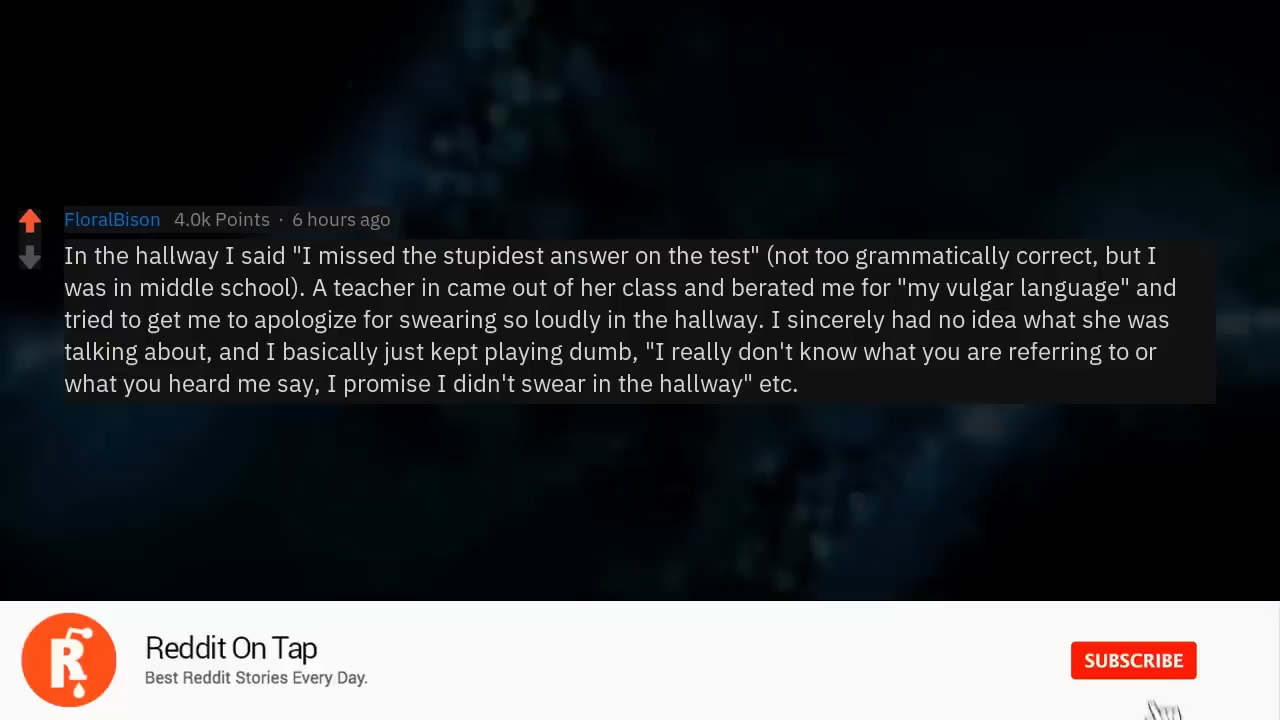 FloralBison 4.0k Points · 6 hours ago
In the hallway I said "I missed the stupidest answer on the test" (not too grammatically correct, but I
was in middle school). A teacher in came out of her class and berated me for "my vulgar language" and
tried to get me to apologize for swearing so loudly in the hallway. I sincerely had no idea what she was
talking about, and I basically just kept playing dumb, "I really don't know what you are referring to or
what you heard me say, I promise I didn't swear in the hallway" etc.
Reddit On Tap
Best Reddit Stories Every Day.
SUBSCRIBE